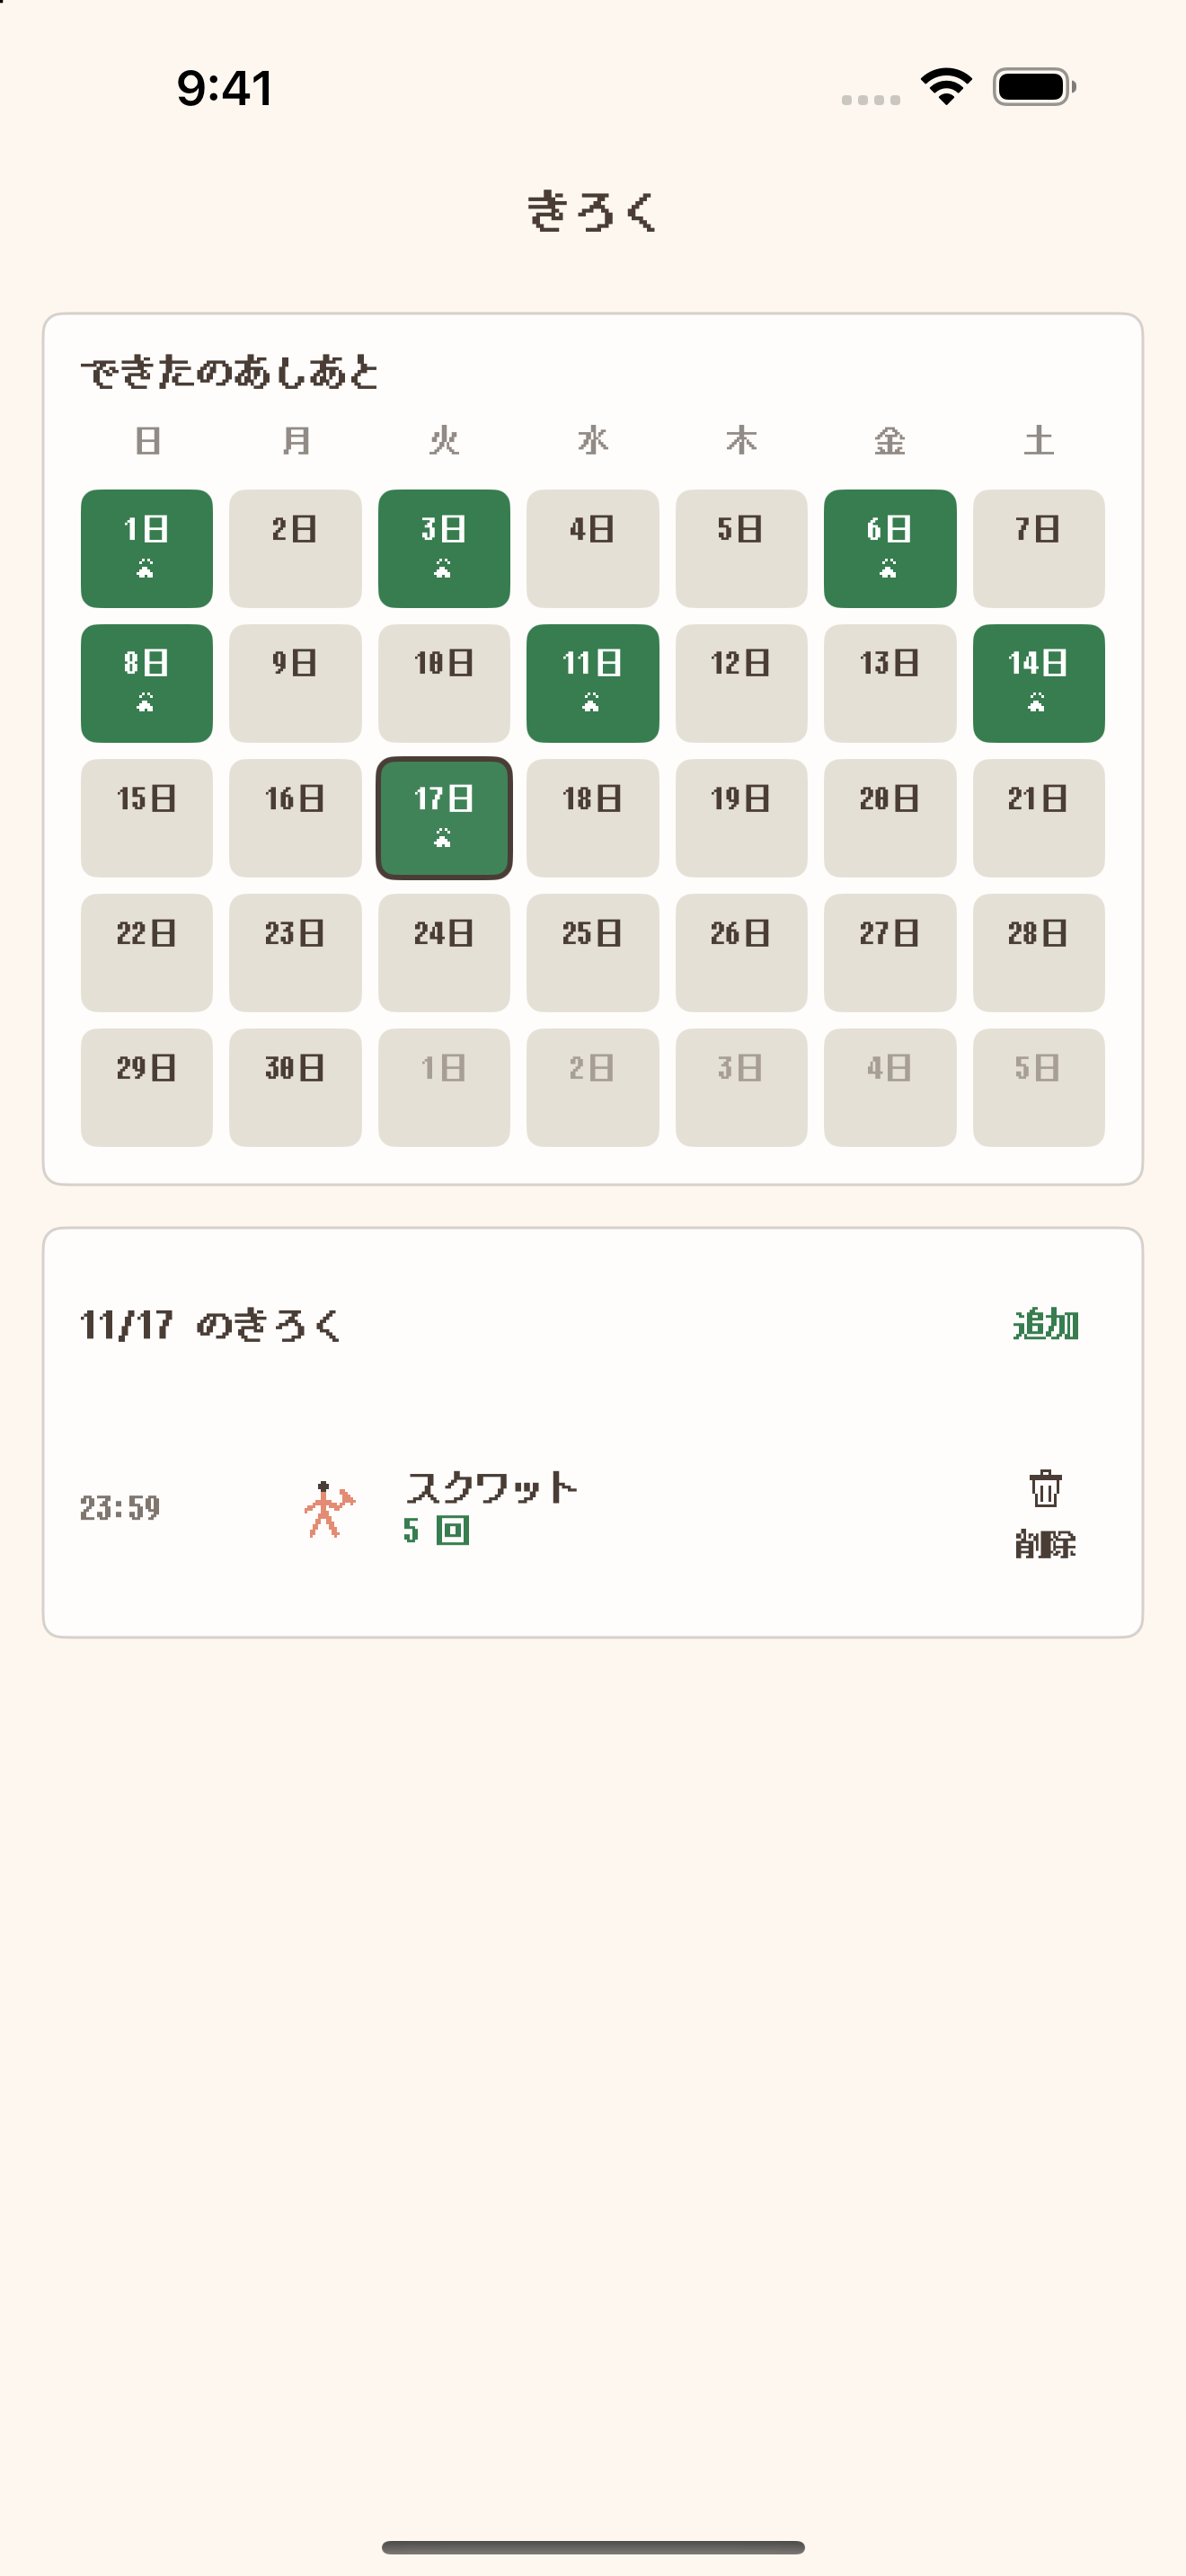 9:41
きろく
できたのあしあと
日 月 火 水 木 金 土
1日 2日 3日 4日 5日 6日 7日
8日 9日 10日 11日 12日 13日 14日
15日 16日 17日 18日 19日 20日 21日
22日 23日 24日 25日 26日 27日 28日
29日 30日 1日 2日 3日 4日 5日
11/17 のきろく 追加
23:59 スクワット
5 回
削除